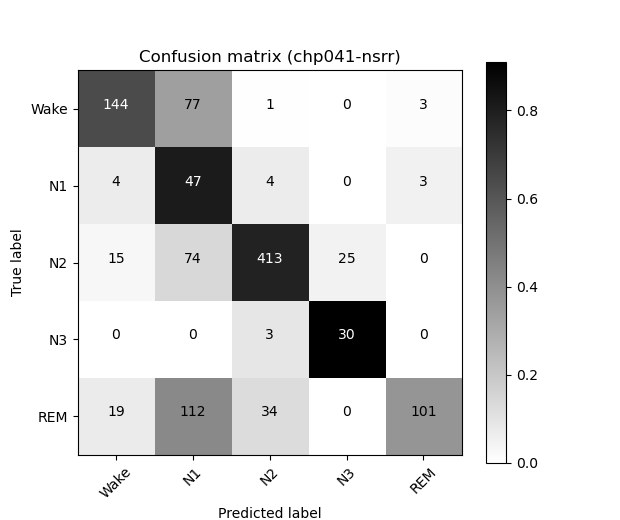 Confusion matrix (chp041-nsrr)
True label
Wake 144 77 1 0 3
N1 4 47 4 0 3
N2 15 74 413 25 0
N3 0 0 3 30 0
REM 19 112 34 0 101
Wake N1 N2 N3 REM
Predicted label
0.8
0.6
0.4
0.2
0.0